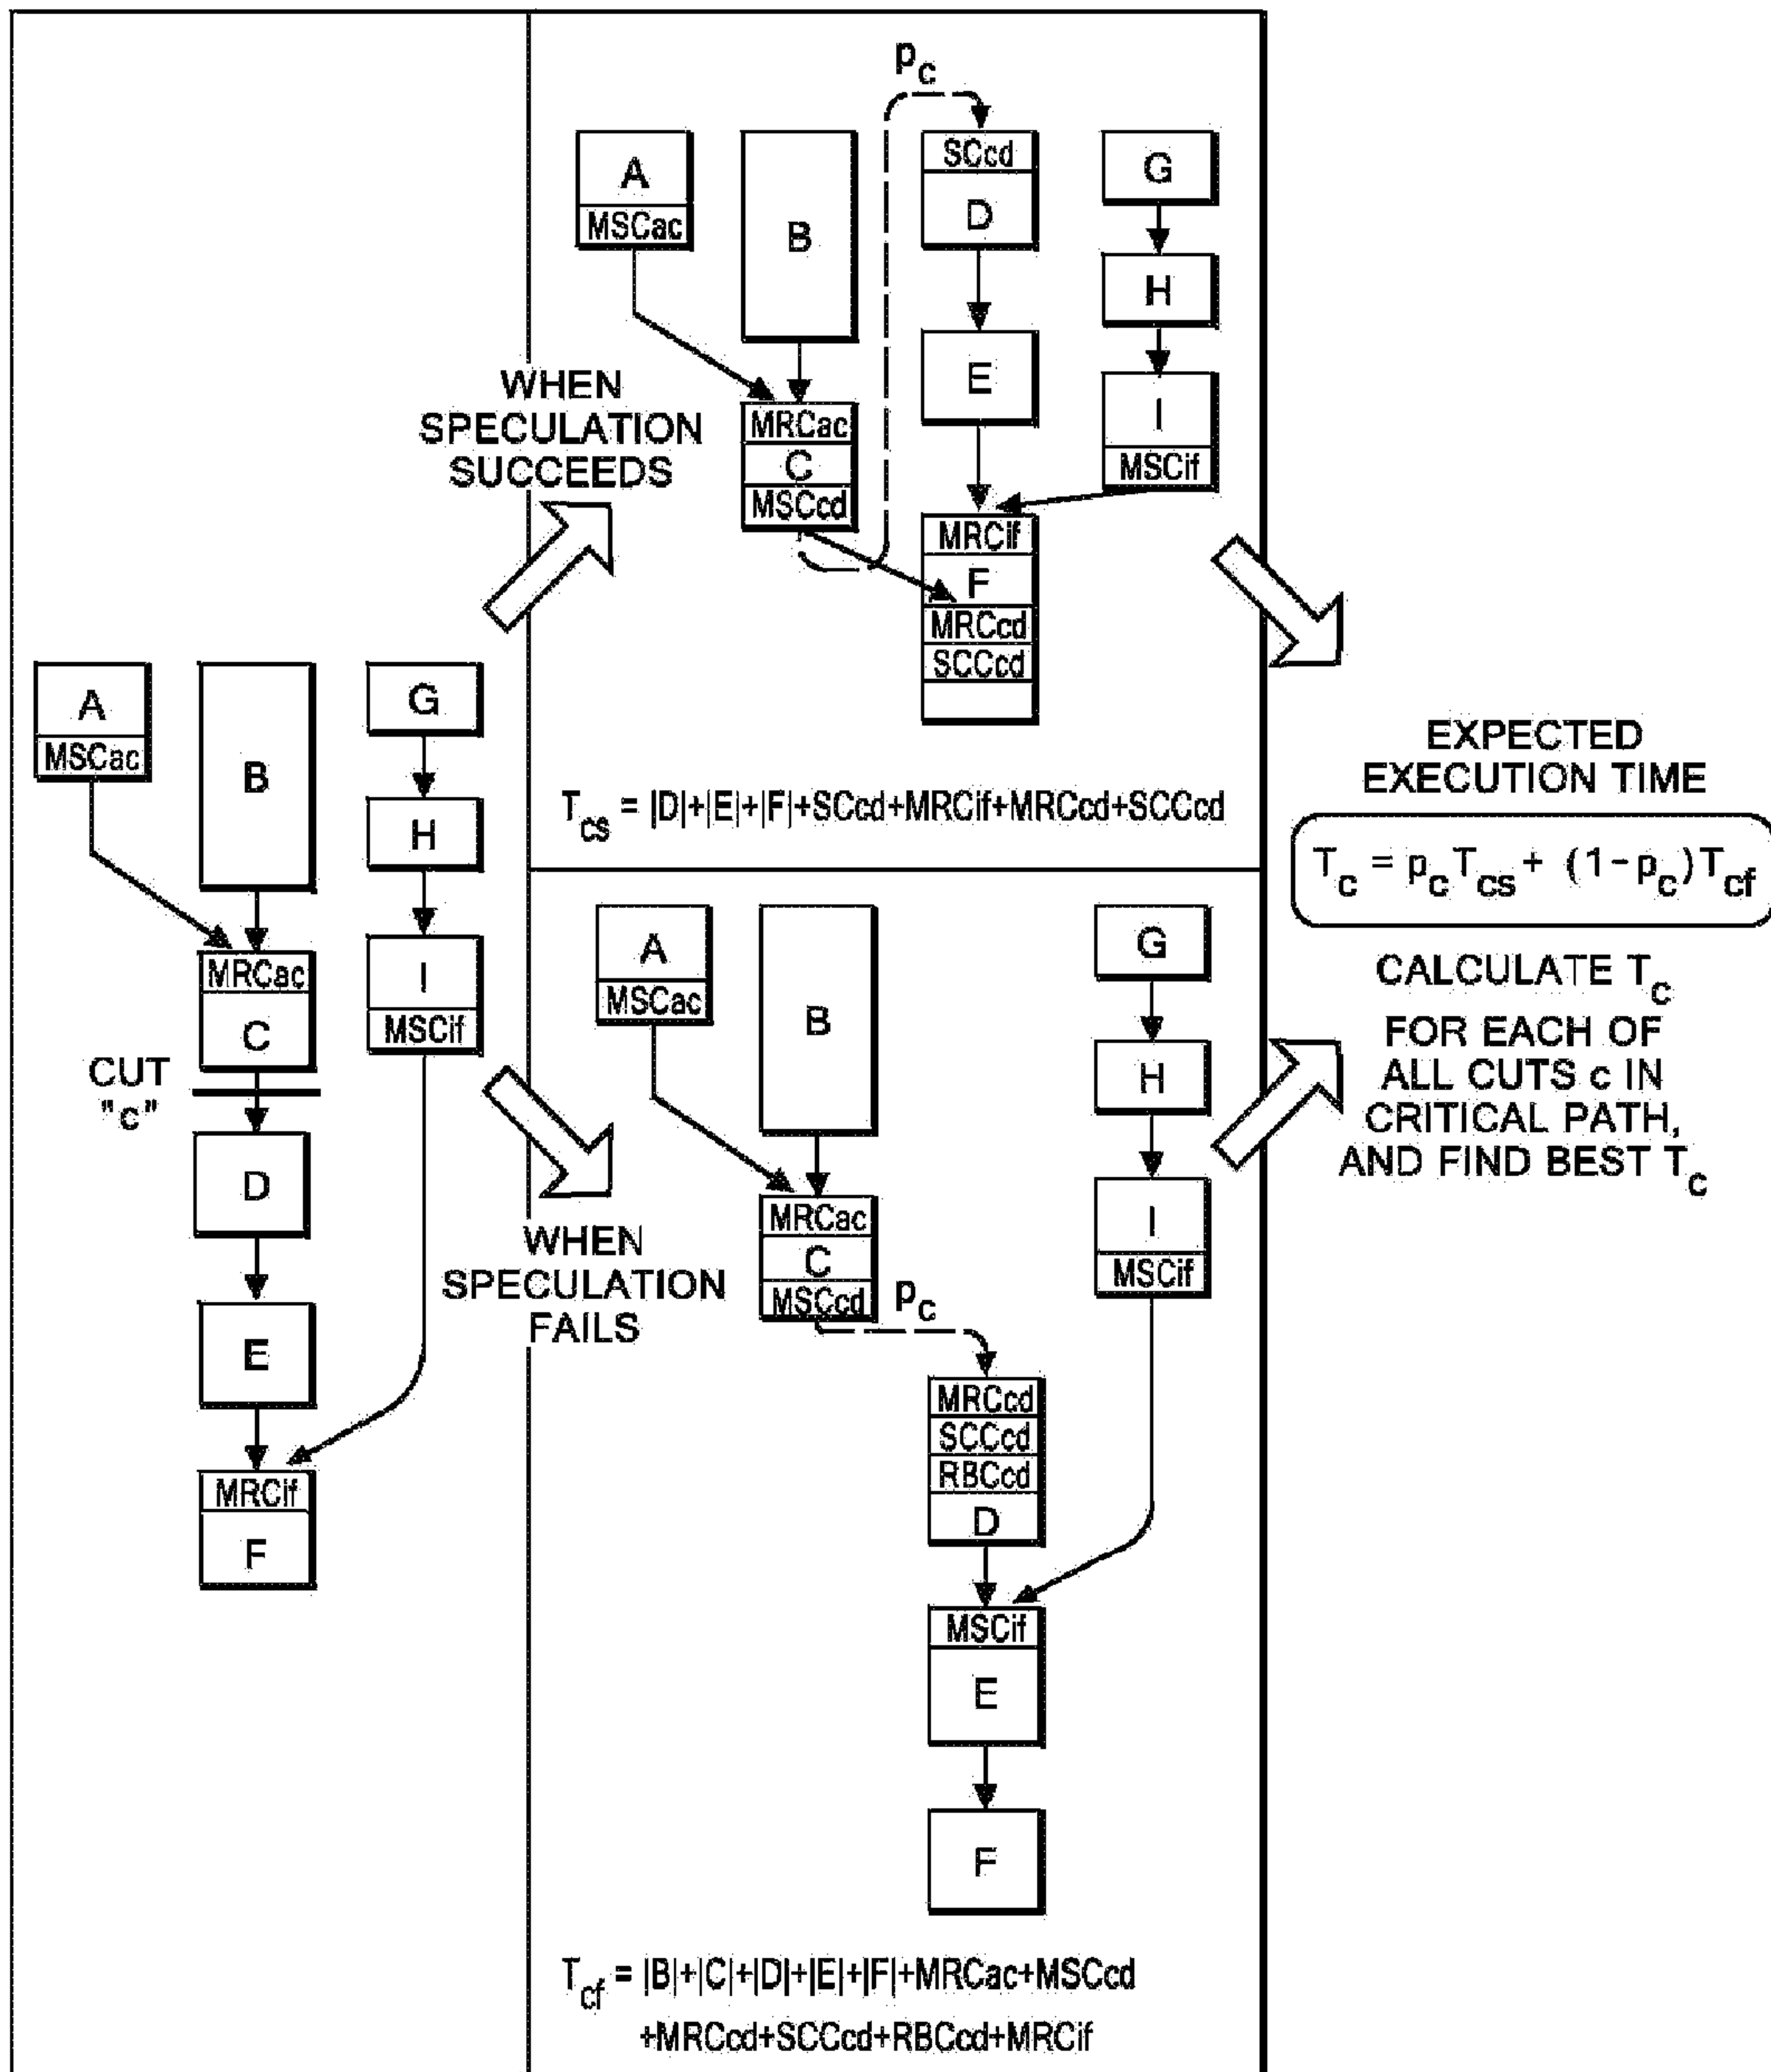 A
MSCac
B
G
H
MRCac
C
I
MSCif
CUT
"c"
D
E
MRCif
F
WHEN
SPECULATION
SUCCEEDS
pc
A
MSCac
B
SCcd
D
G
H
E
I
MSCif
MRCac
C
MSCcd
MRCif
F
MRCcd
SCCcd
Tcs = |D|+|E|+|F|+SCcd+MRCif+MRCcd+SCCcd
WHEN
SPECULATION
FAILS
A
MSCac
B
G
H
MRCac
C
MSCcd
pc
I
MSCif
MRCcd
SCCcd
RBCcd
D
MSCif
E
F
Tcf = |B|+|C|+|D|+|E|+|F|+MRCac+MSCcd
+MRCcd+SCCcd+RBCcd+MRCif
EXPECTED
EXECUTION TIME
Tc = pc Tcs + (1-pc) Tcf
CALCULATE Tc
FOR EACH OF
ALL CUTS c IN
CRITICAL PATH,
AND FIND BEST Tc